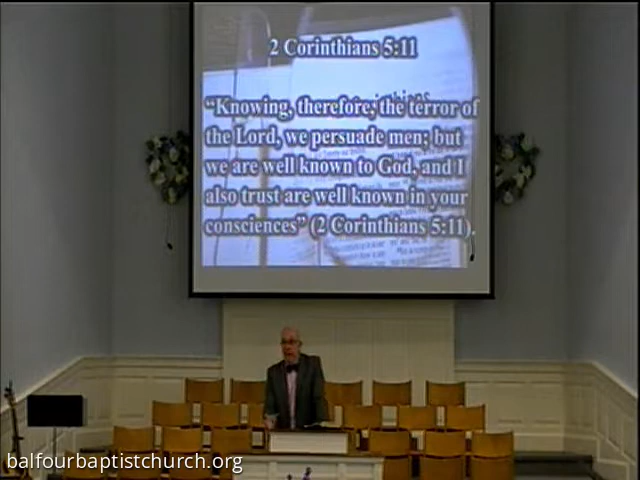 2 Corinthians 5:11
“Knowing, therefore, the terror of
the Lord, we persuade men; but
we are well known to God, and I
also trust are well known in your
consciences” (2 Corinthians 5:11).
balfourbaptistchurch.org